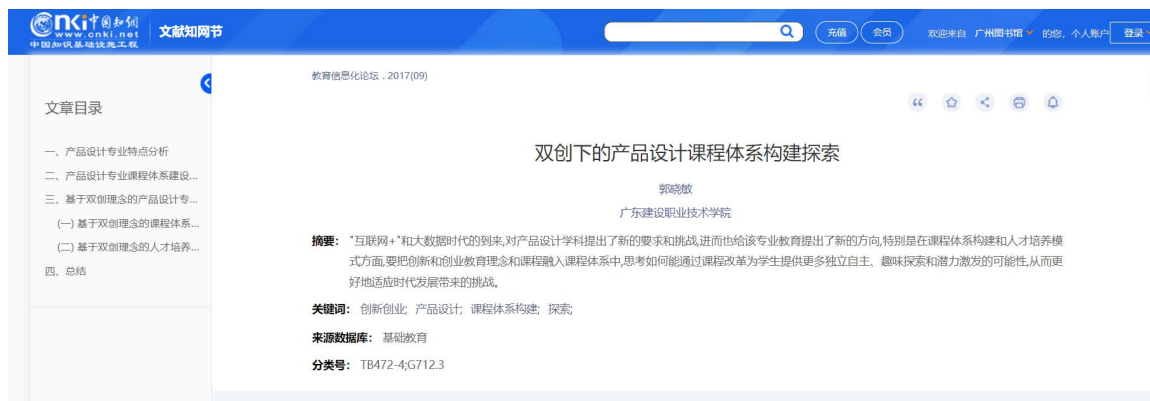 cnki中国知网
www.cnki.net
中国知识基础设施工程
文献知网节
充值
会员
欢迎来自 广州图书馆 的您，个人账户
登录
文章目录
一、产品设计专业特点分析
二、产品设计专业课程体系建设...
三、基于双创理念的产品设计专...
(一) 基于双创理念的课程体系...
(二) 基于双创理念的人才培养...
四、总结
教育信息化论坛 . 2017(09)
双创下的产品设计课程体系构建探索
郭晓敏
广东建设职业技术学院
摘要： "互联网+"和大数据时代的到来,对产品设计学科提出了新的要求和挑战,进而也给该专业教育提出了新的方向,特别是在课程体系构建和人才培养模
式方面,要把创新和创业教育理念和课程融入课程体系中,思考如何能通过课程改革为学生提供更多独立自主、趣味探索和潜力激发的可能性,从而更
好地适应时代发展带来的挑战。
关键词： 创新创业; 产品设计; 课程体系构建; 探索;
来源数据库： 基础教育
分类号： TB472-4;G712.3